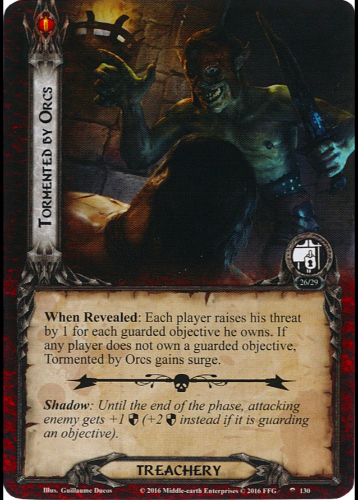 TORMENTED BY ORCS
26/29
When Revealed: Each player raises his threat
by 1 for each guarded objective he owns. If
any player does not own a guarded objective,
Tormented by Orcs gains surge.
Shadow: Until the end of the phase, attacking
enemy gets +1 (+2 instead if it is guarding
an objective).
TREACHERY
Illus. Guillaume Ducos
© 2016 Middle-earth Enterprises © 2016 FFG
130